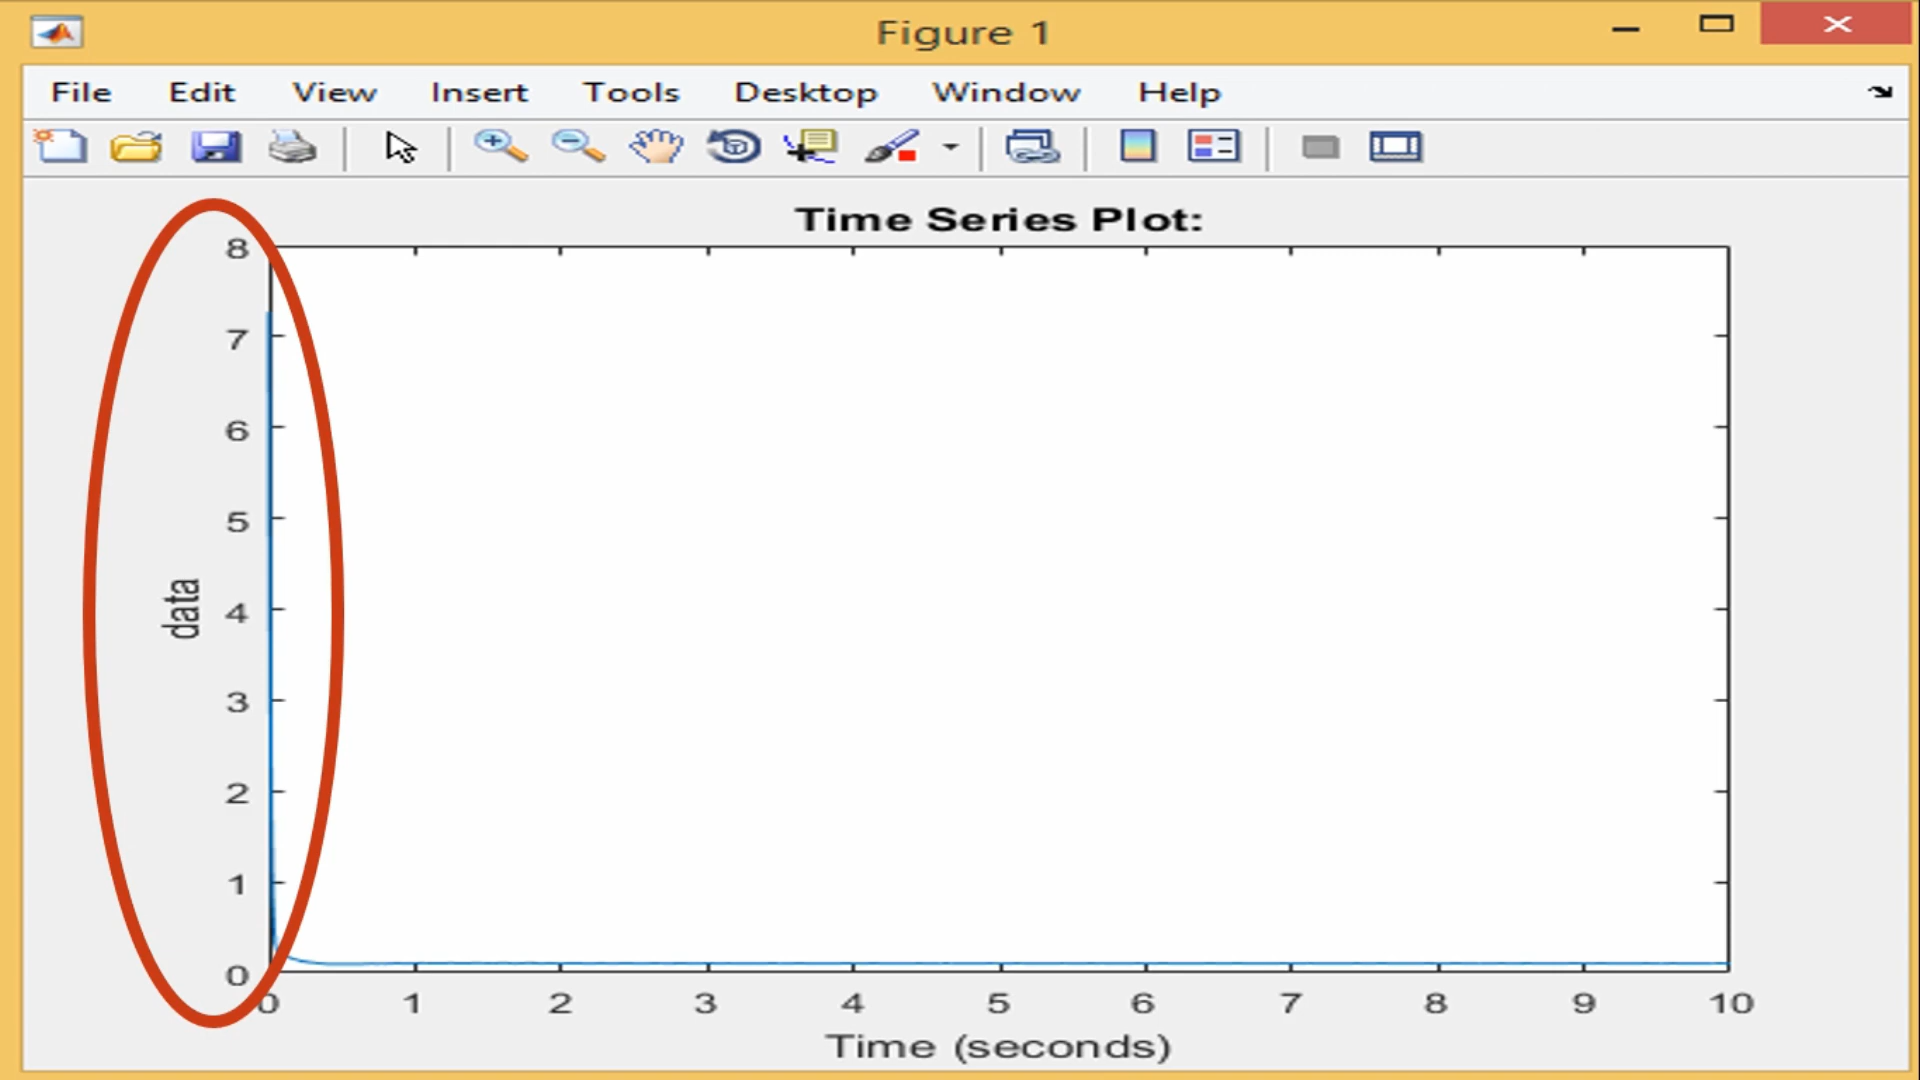 Figure 1
File Edit View Insert Tools Desktop Window Help
Time Series Plot:
8
7
6
5
4
3
2
1
0
data
0 1 2 3 4 5 6 7 8 9 10
Time (seconds)